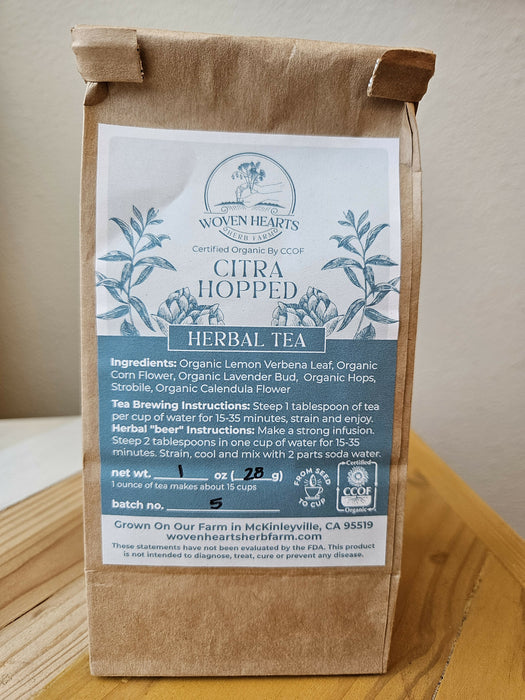 WOVEN HEARTS
HERB FARM
Certified Organic By CCOF
CITRA
HOPPED
HERBAL TEA
Ingredients: Organic Lemon Verbena Leaf, Organic
Corn Flower, Organic Lavender Bud, Organic Hops,
Strobile, Organic Calendula Flower
Tea Brewing Instructions: Steep 1 tablespoon of tea
per cup of water for 15-35 minutes, strain and enjoy.
Herbal "beer" Instructions: Make a strong infusion.
Steep 2 tablespoons in one cup of water for 15-35
minutes. Strain, cool and mix with 2 parts soda water.
net wt. 1 oz (28 g)
1 ounce of tea makes about 15 cups
batch no. 5
FROM SEED
TO CUP
Certified
CCOF
Organic
Grown On Our Farm in McKinleyville, CA 95519
wovenheartsherbfarm.com
These statements have not been evaluated by the FDA. This product
is not intended to diagnose, treat, cure or prevent any disease.